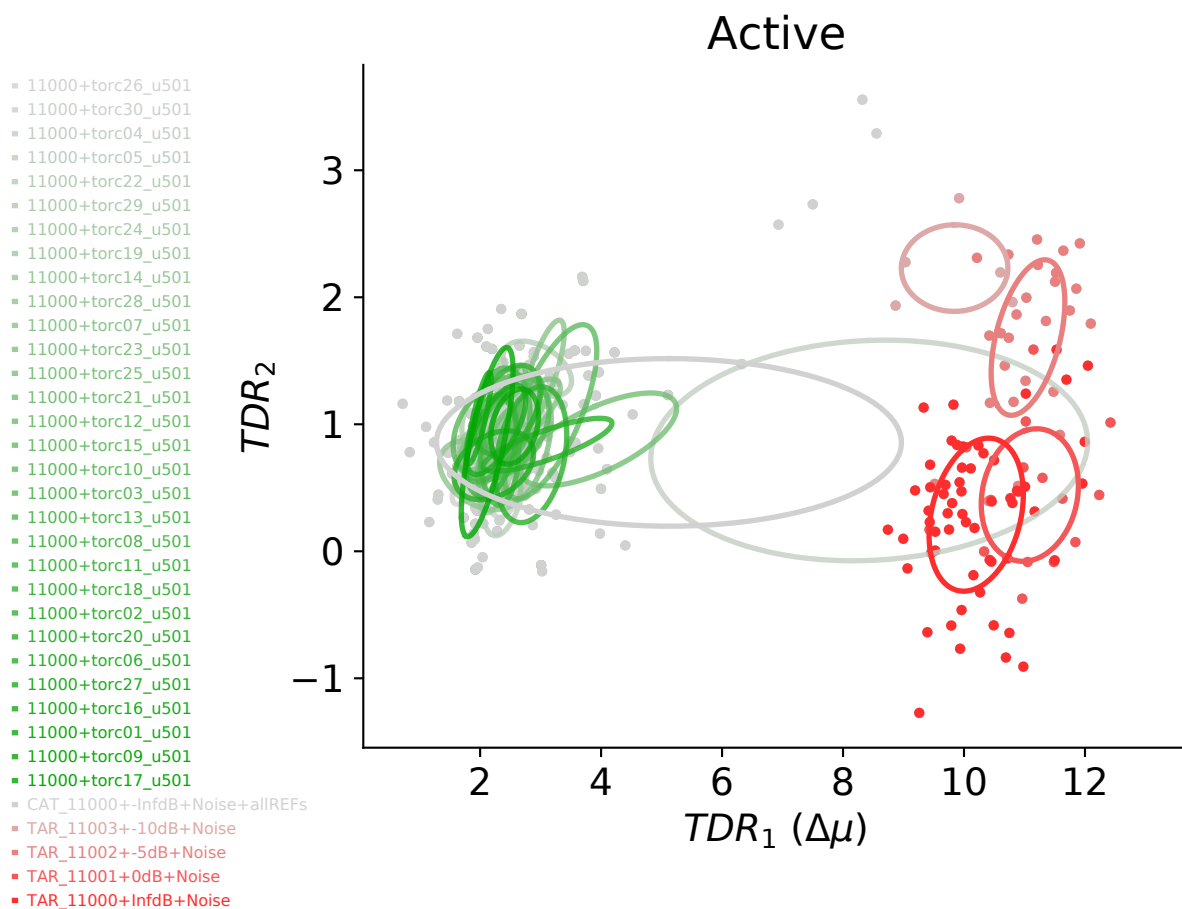 Active
11000+torc26_u501
11000+torc30_u501
11000+torc04_u501
11000+torc05_u501
11000+torc22_u501
11000+torc29_u501
11000+torc24_u501
11000+torc19_u501
11000+torc14_u501
11000+torc28_u501
11000+torc07_u501
11000+torc23_u501
11000+torc25_u501
11000+torc21_u501
11000+torc12_u501
11000+torc15_u501
11000+torc10_u501
11000+torc03_u501
11000+torc13_u501
11000+torc08_u501
11000+torc11_u501
11000+torc18_u501
11000+torc02_u501
11000+torc20_u501
11000+torc06_u501
11000+torc27_u501
11000+torc16_u501
11000+torc01_u501
11000+torc09_u501
11000+torc17_u501
CAT_11000+-InfdB+Noise+allREFs
TAR_11003+-10dB+Noise
TAR_11002+-5dB+Noise
TAR_11001+0dB+Noise
TAR_11000+InfdB+Noise
TDR₂
3
2
1
0
−1
2 4 6 8 10 12
TDR₁ (Δμ)